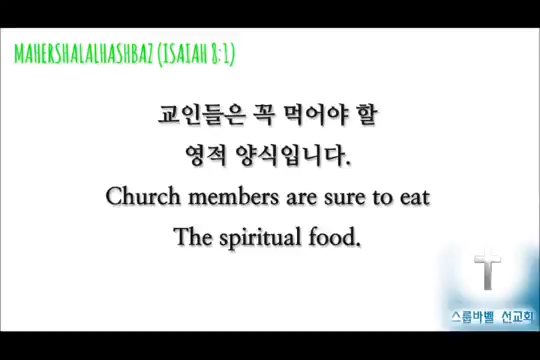 MAHERSHALALHASHBAZ (ISAIAH 8:1)
교인들은 꼭 먹어야 할
영적 양식입니다.
Church members are sure to eat
The spiritual food.
스룹바벨 선교회